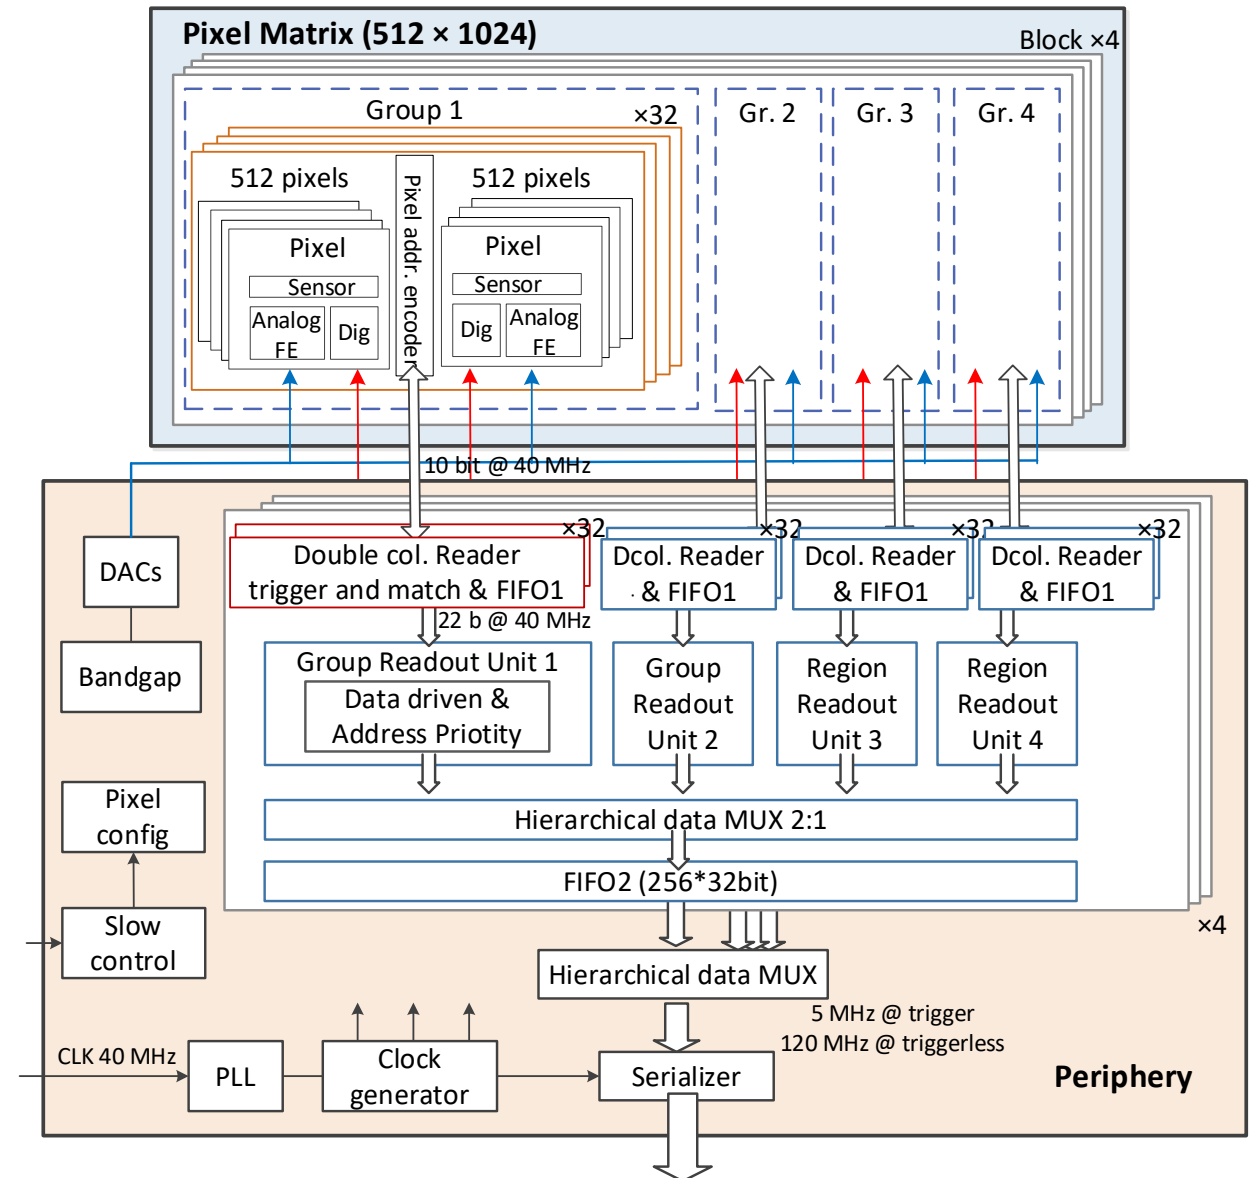 Pixel Matrix (512 × 1024)
Block ×4
Group 1
×32
Gr. 2
Gr. 3
Gr. 4
512 pixels
Pixel addr. encoder
512 pixels
Pixel
Sensor
Analog
FE
Dig
Pixel
Sensor
Dig
Analog
FE
10 bit @ 40 MHz
×32
×32
×32
×32
Double col. Reader
trigger and match & FIFO1
Dcol. Reader
& FIFO1
Dcol. Reader
& FIFO1
Dcol. Reader
& FIFO1
22 b @ 40 MHz
DACs
Bandgap
Group Readout Unit 1
Data driven &
Address Priotity
Group
Readout
Unit 2
Region
Readout
Unit 3
Region
Readout
Unit 4
Pixel
config
Hierarchical data MUX 2:1
FIFO2 (256*32bit)
×4
Slow
control
Hierarchical data MUX
5 MHz @ trigger
120 MHz @ triggerless
CLK 40 MHz
PLL
Clock
generator
Serializer
Periphery